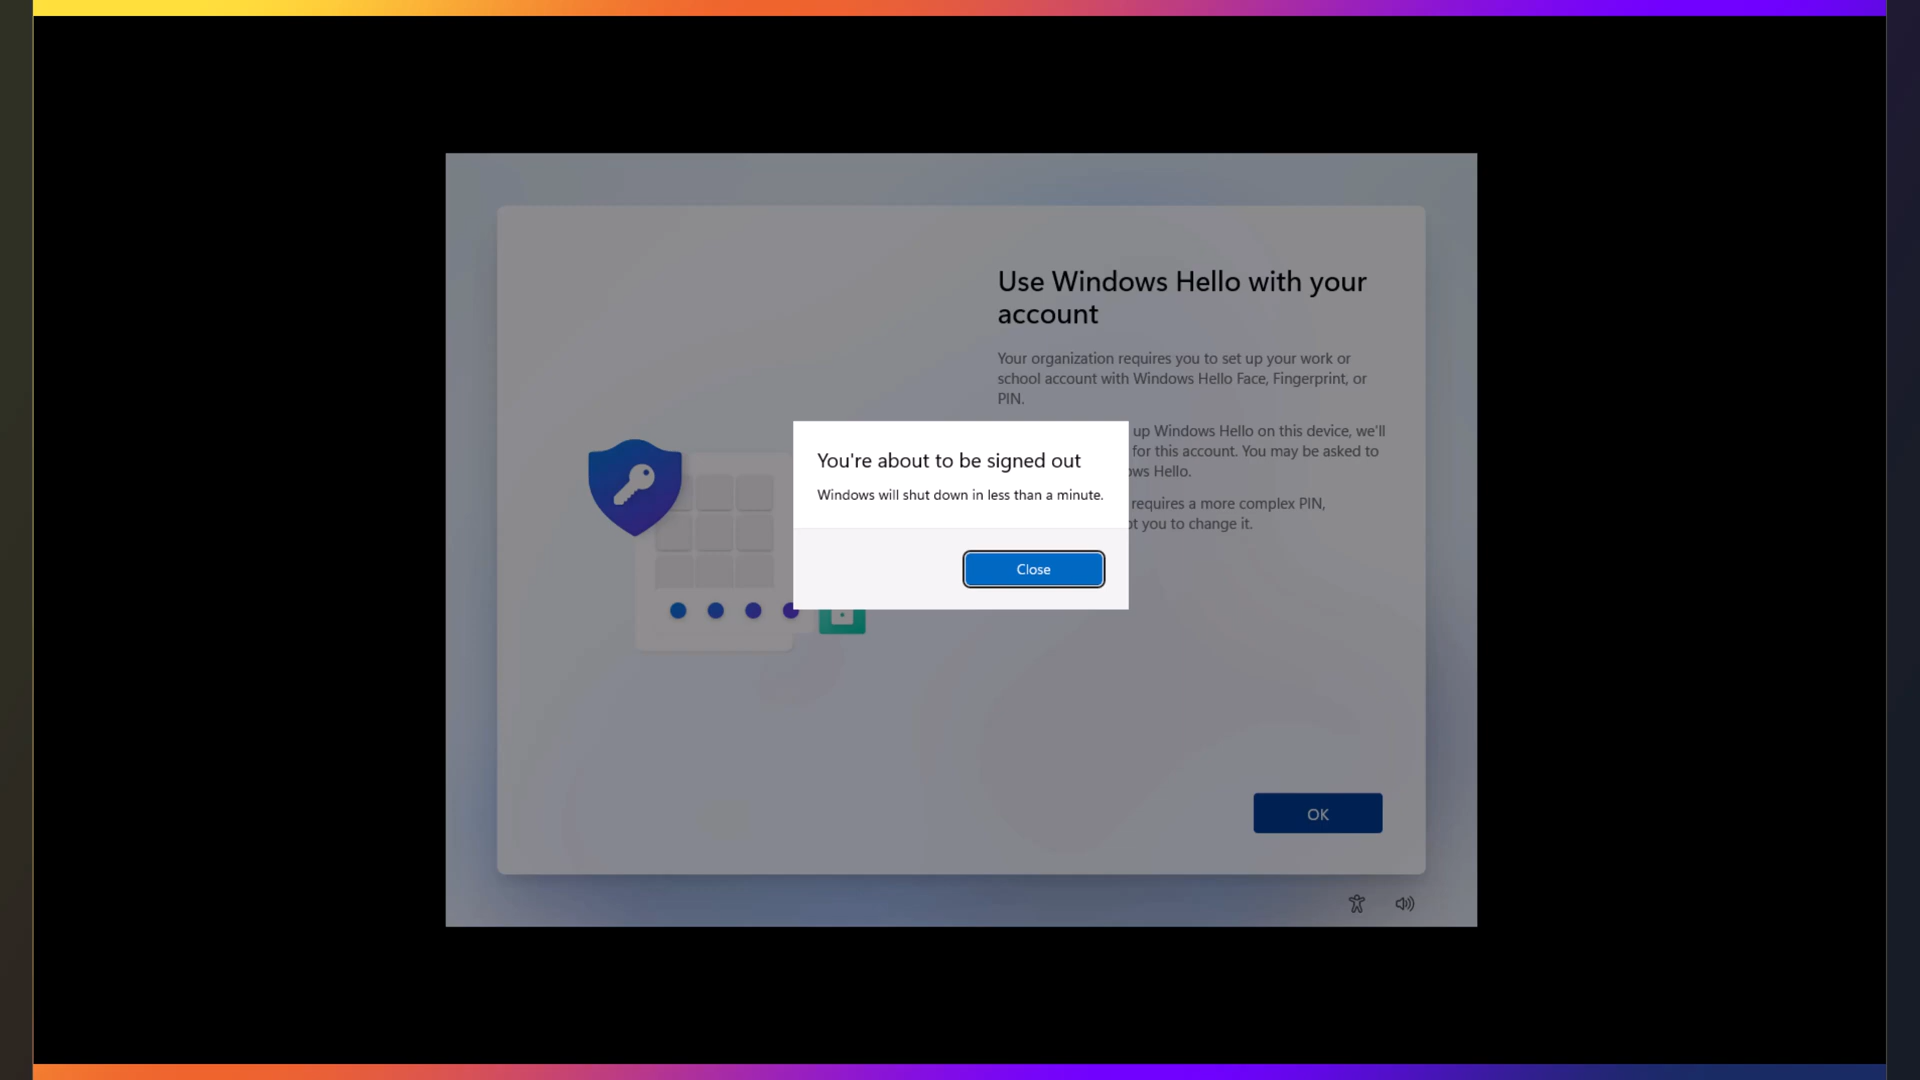 Use Windows Hello with your
account
Your organization requires you to set up your work or
school account with Windows Hello Face, Fingerprint, or
PIN.
up Windows Hello on this device, we'll
for this account. You may be asked to
Hello.
requires a more complex PIN,
you to change it.
You're about to be signed out
Windows will shut down in less than a minute.
Close
OK